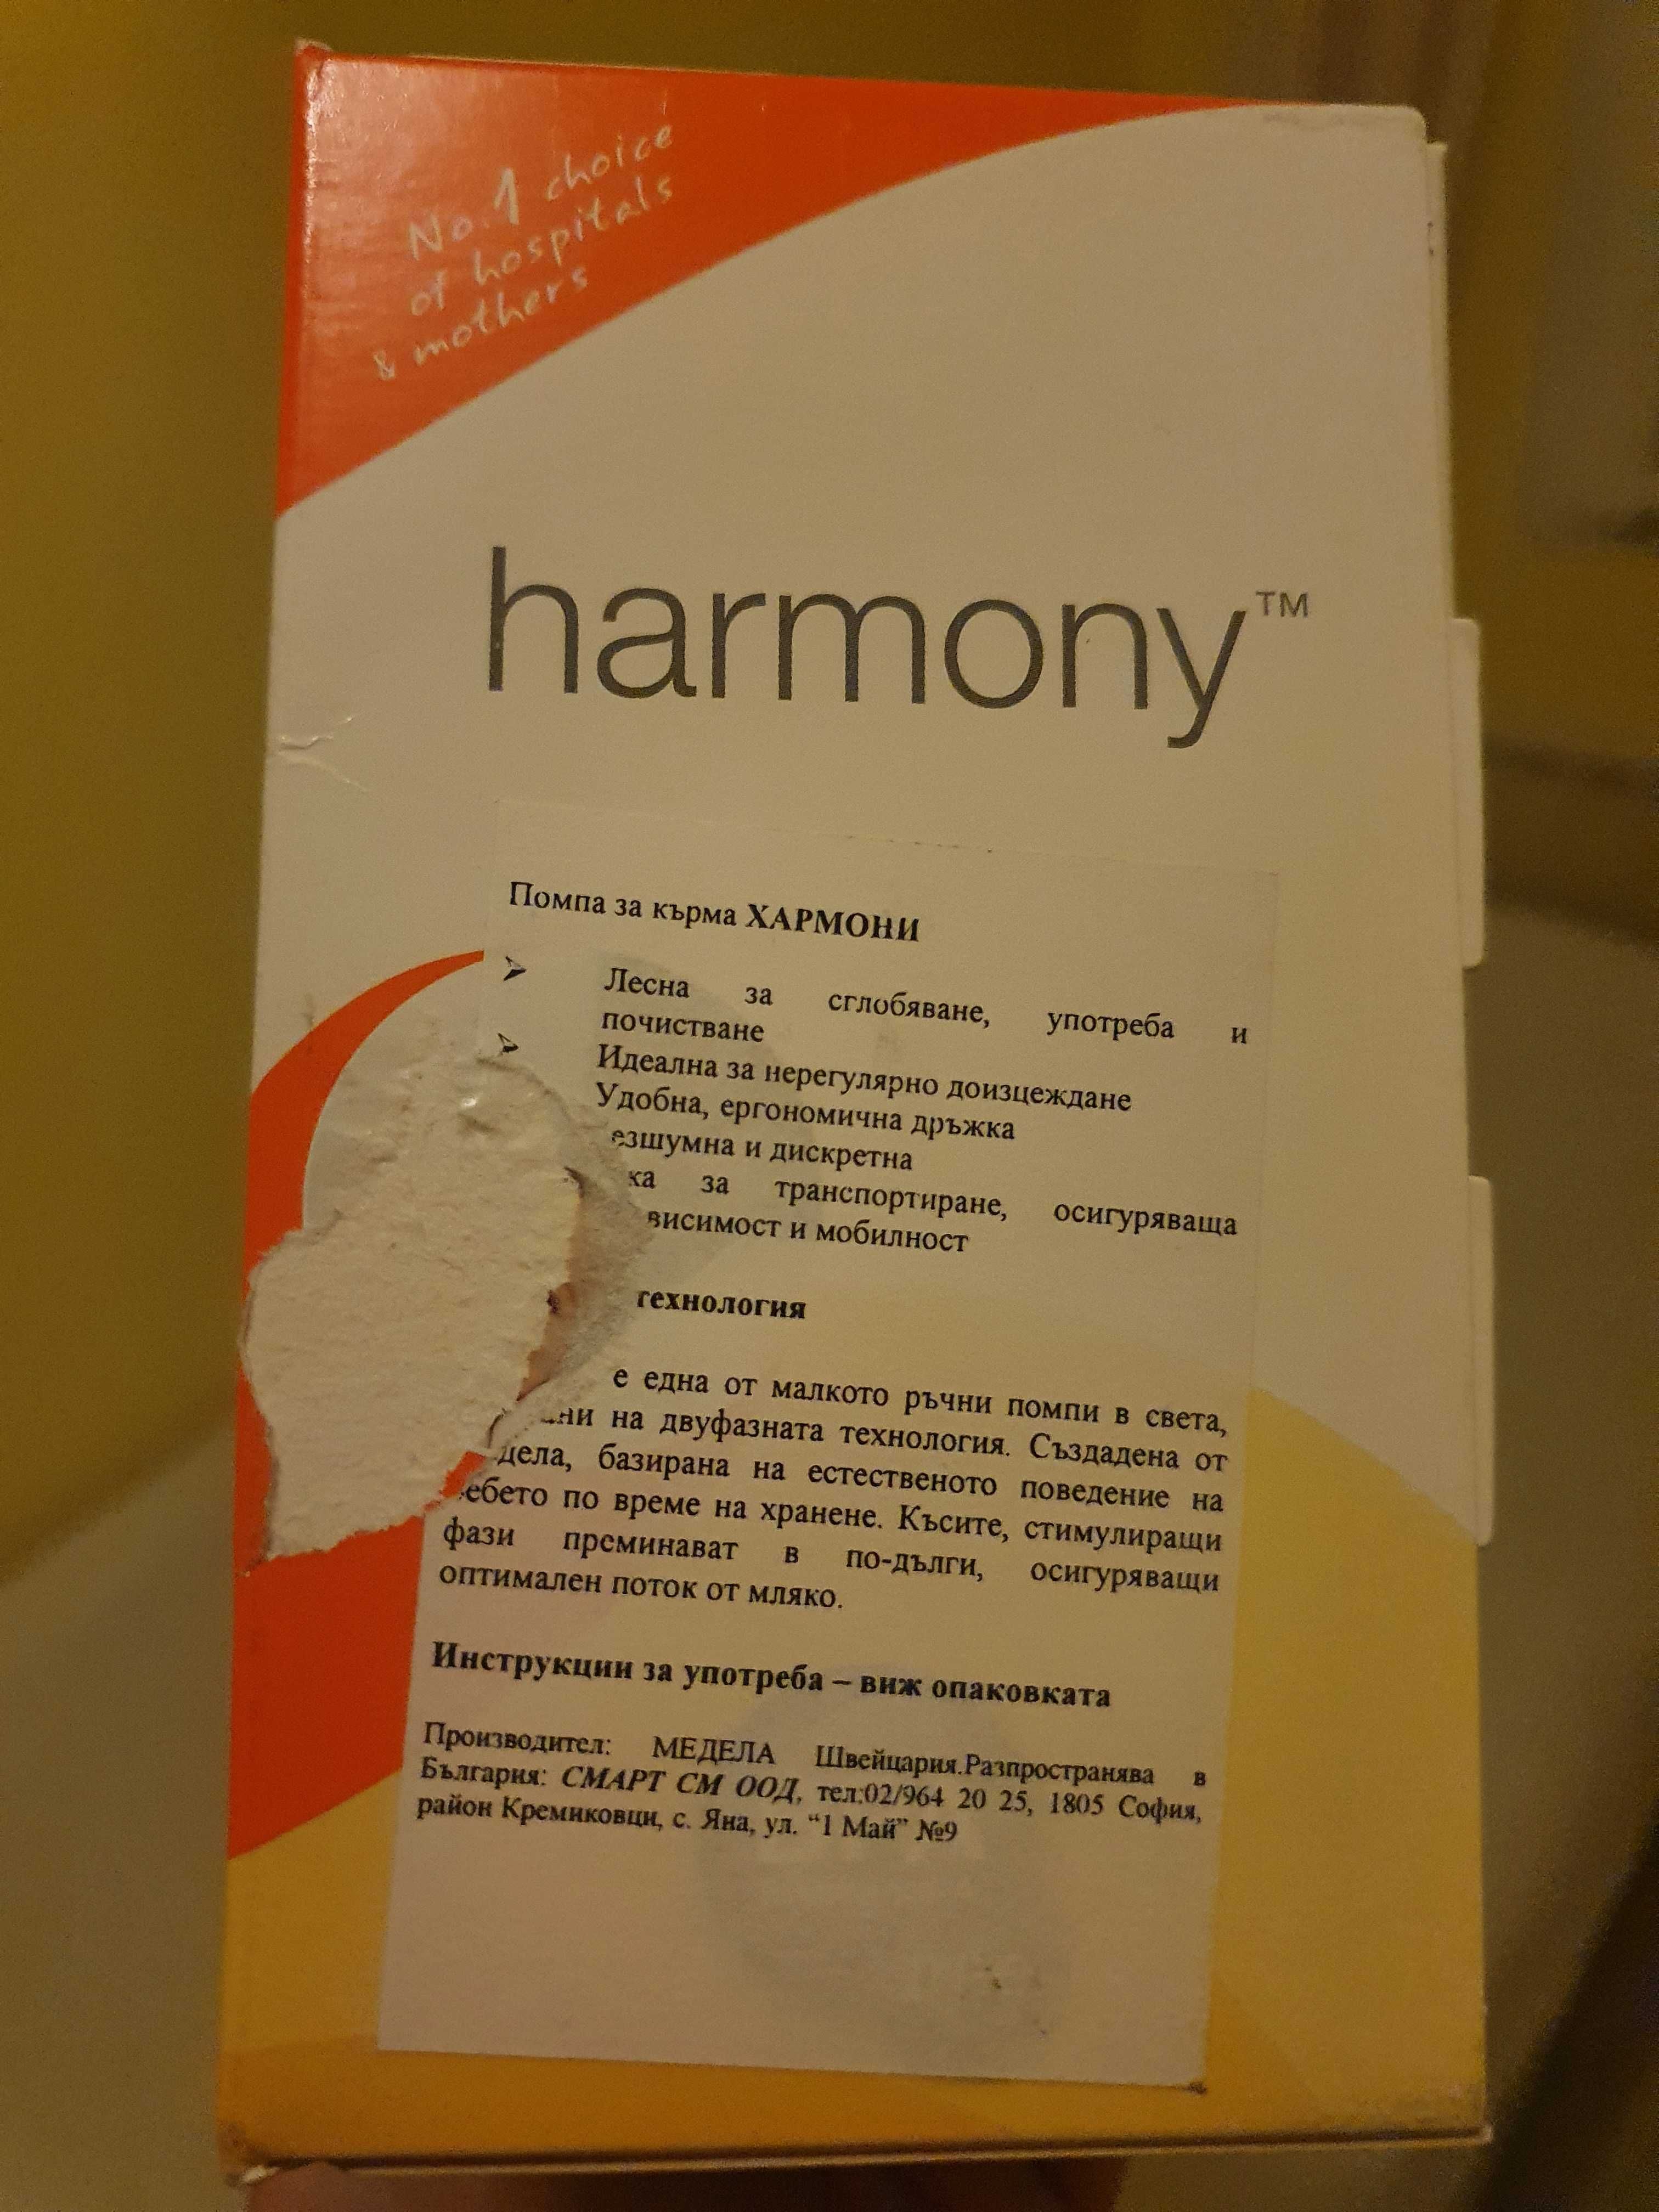 No.1 choice
of hospitals
& mothers
harmony™
Помпа за кърма ХАРМОНИ
➢ Лесна за сглобяване, употреба и
почистване
➢ Идеална за нерегулярно доизцеждане
Удобна, ергономична дръжка
езшумна и дискретна
ка за транспортиране, осигуряваща
висимост и мобилност
технология
е една от малкото ръчни помпи в света,
ни на двуфазната технология. Създадена от
дела, базирана на естественото поведение на
ебето по време на хранене. Късите, стимулиращи
фази преминават в по-дълги, осигуряващи
оптимален поток от мляко.
Инструкции за употреба – виж опаковката
Производител: МЕДЕЛА Швейцария.Разпространява в
България: СМАРТ СМ ООД, тел:02/964 20 25, 1805 София,
район Кремиковци, с. Яна, ул. “1 Май” №9